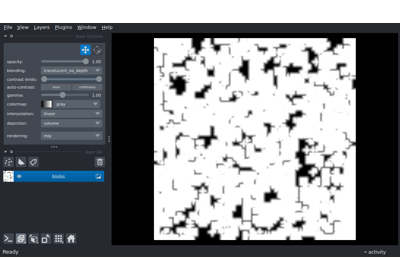 File View Layers Plugins Window Help
opacity: 1.00
blending: translucent_no_depth
contrast limits:
auto-contrast: once continuous
gamma: 1.00
colormap: gray
interpolation: linear
depiction: volume
rendering: mip
blobs
Ready activity